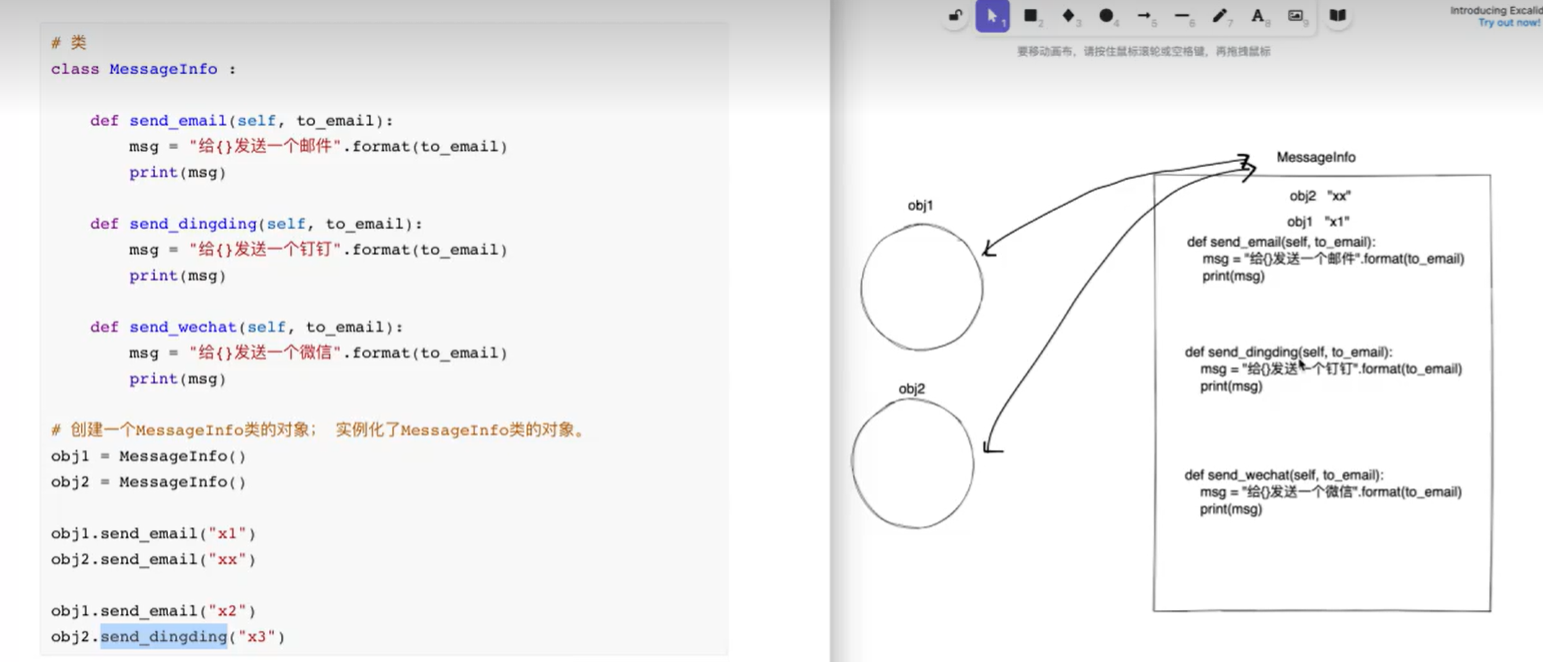 # 类
class MessageInfo :
def send_email(self, to_email):
msg = "给{}发送一个邮件".format(to_email)
print(msg)
def send_dingding(self, to_email):
msg = "给{}发送一个钉钉".format(to_email)
print(msg)
def send_wechat(self, to_email):
msg = "给{}发送一个微信".format(to_email)
print(msg)
# 创建一个MessageInfo类的对象； 实例化了MessageInfo类的对象。
obj1 = MessageInfo()
obj2 = MessageInfo()
obj1.send_email("x1")
obj2.send_email("xx")
obj1.send_email("x2")
obj2.send_dingding("x3")
1
2
3
4
5
6
7
A
8
9
Introducing Excalid
Try out now!
要移动画布，请按住鼠标滚轮或空格键，再拖拽鼠标
MessageInfo
obj1
obj2 "xx"
obj1 "x1"
def send_email(self, to_email):
msg = "给{}发送一个邮件".format(to_email)
print(msg)
def send_dingding(self, to_email):
msg = "给{}发送一个钉钉".format(to_email)
print(msg)
obj2
def send_wechat(self, to_email):
msg = "给{}发送一个微信".format(to_email)
print(msg)